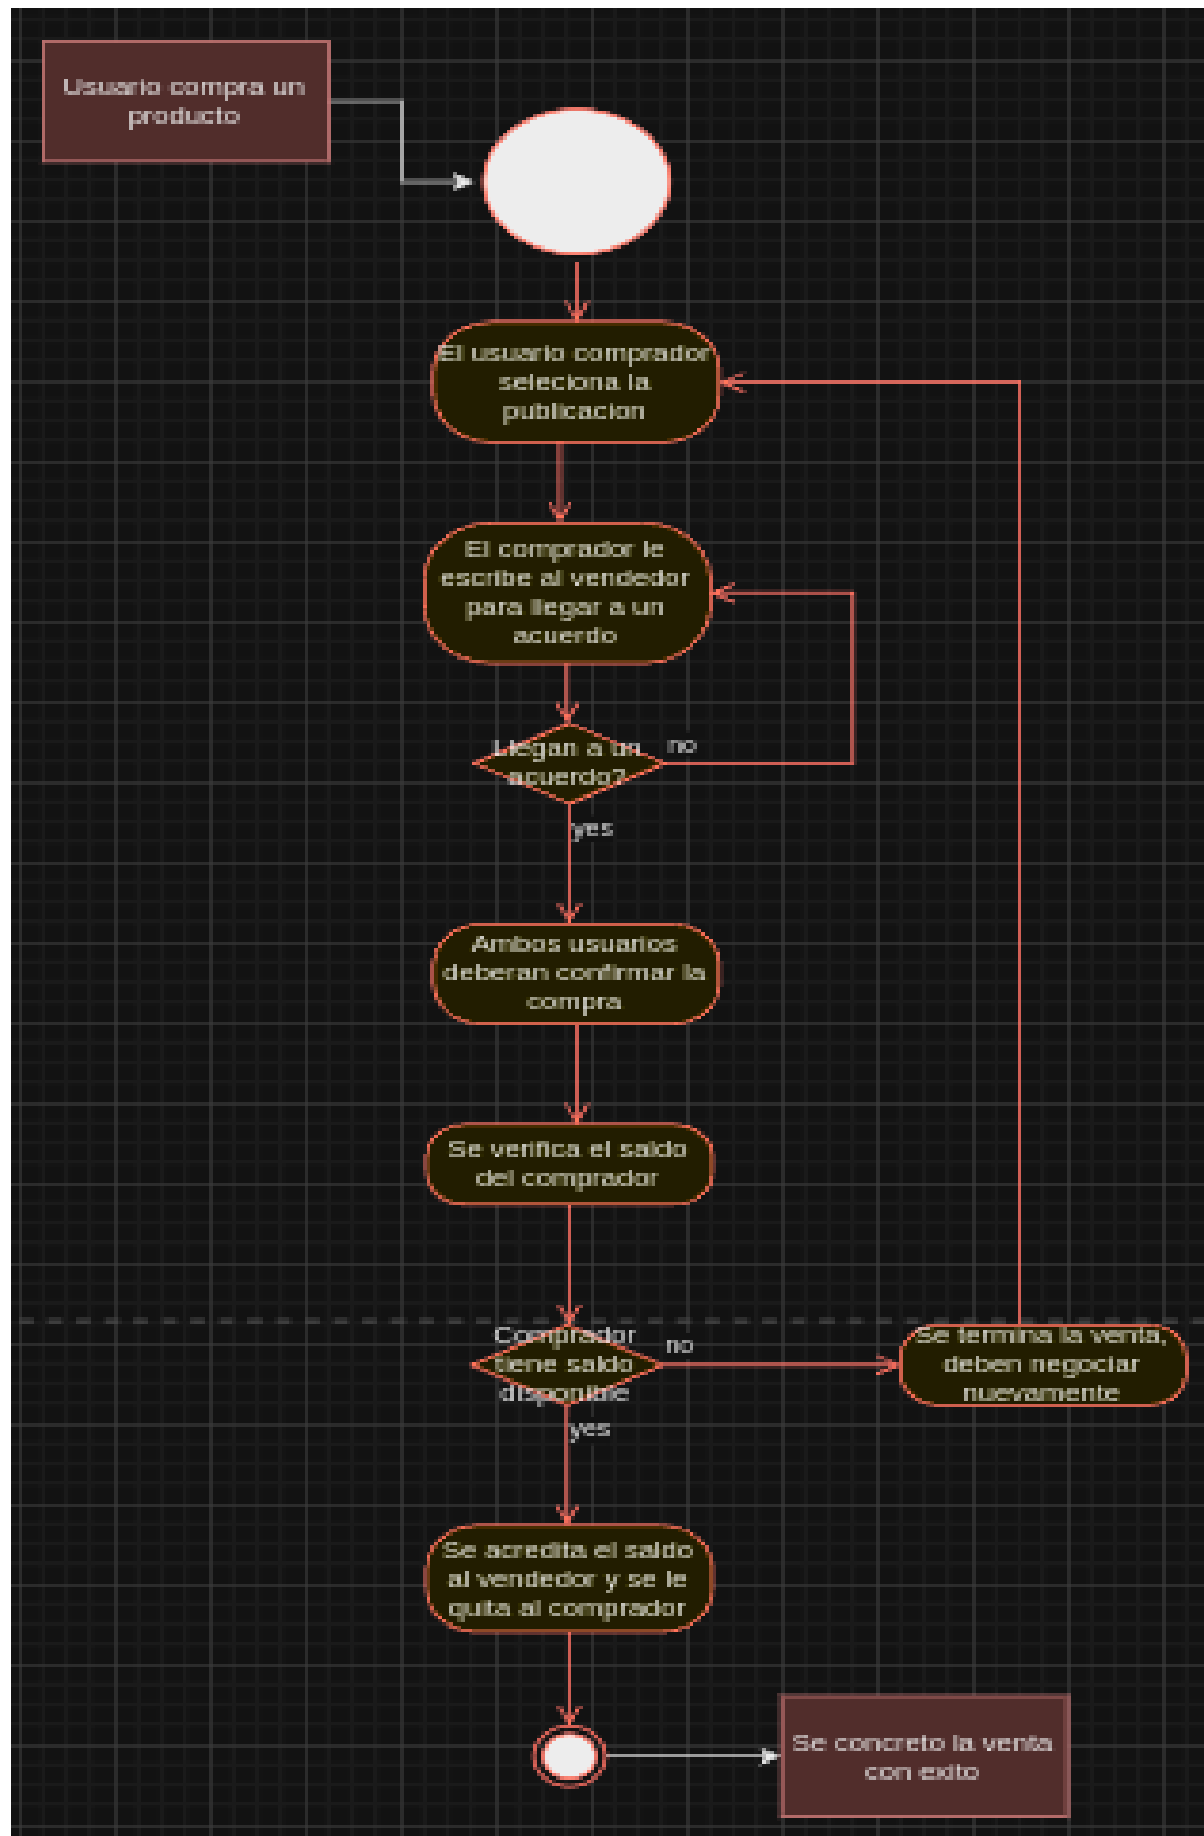 Usuario compra un
producto
El usuario comprador
seleciona la
publicacion
El comprador le
escribe al vendedor
para llegar a un
acuerdo
Llegan a un
acuerdo?
no
yes
Ambos usuarios
deberan confirmar la
compra
Se verifica el saldo
del comprador
Comprador
tiene saldo
disponible
no
yes
Se termina la venta,
deben negociar
nuevamente
Se acredita el saldo
al vendedor y se le
quita al comprador
Se concreto la venta
con exito